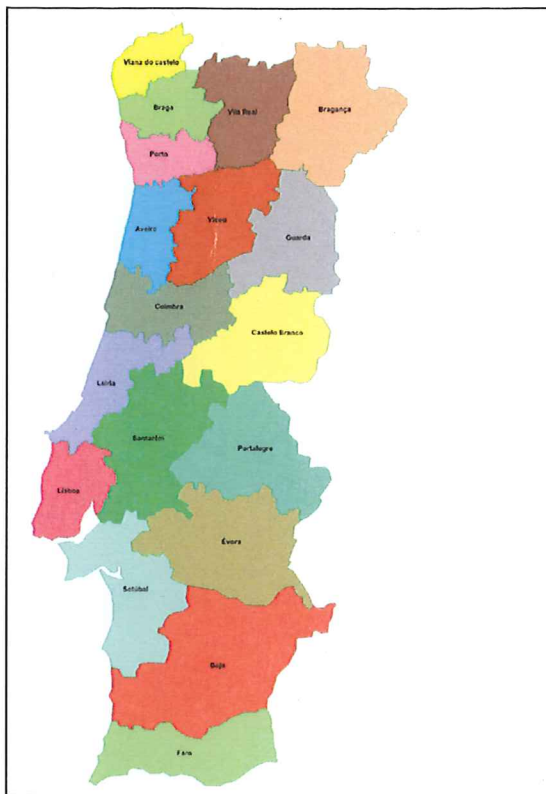 Viana do castelo
Braga
Vila Real
Bragança
Porto
Aveiro
Viseu
Guarda
Coimbra
Castelo Branco
Leiria
Santarém
Portalegre
Lisboa
Évora
Setúbal
Beja
Faro